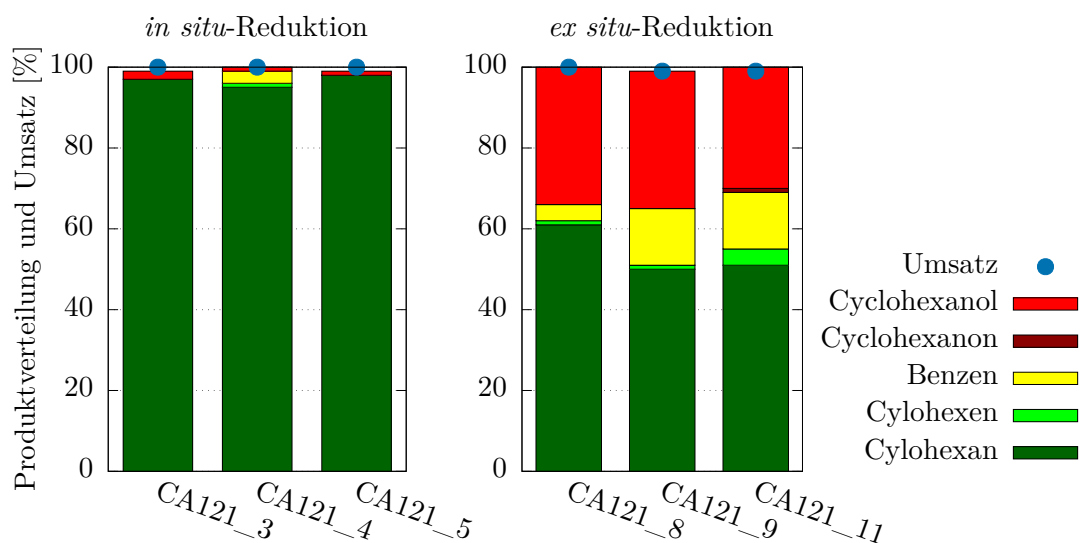 in situ-Reduktion
ex situ-Reduktion
Produktverteilung und Umsatz [%]
100
80
60
40
20
0
CA121_3
CA121_4
CA121_5
100
80
60
40
20
0
CA121_8
CA121_9
CA121_11
Umsatz
Cyclohexanol
Cyclohexanon
Benzen
Cylohexen
Cylohexan